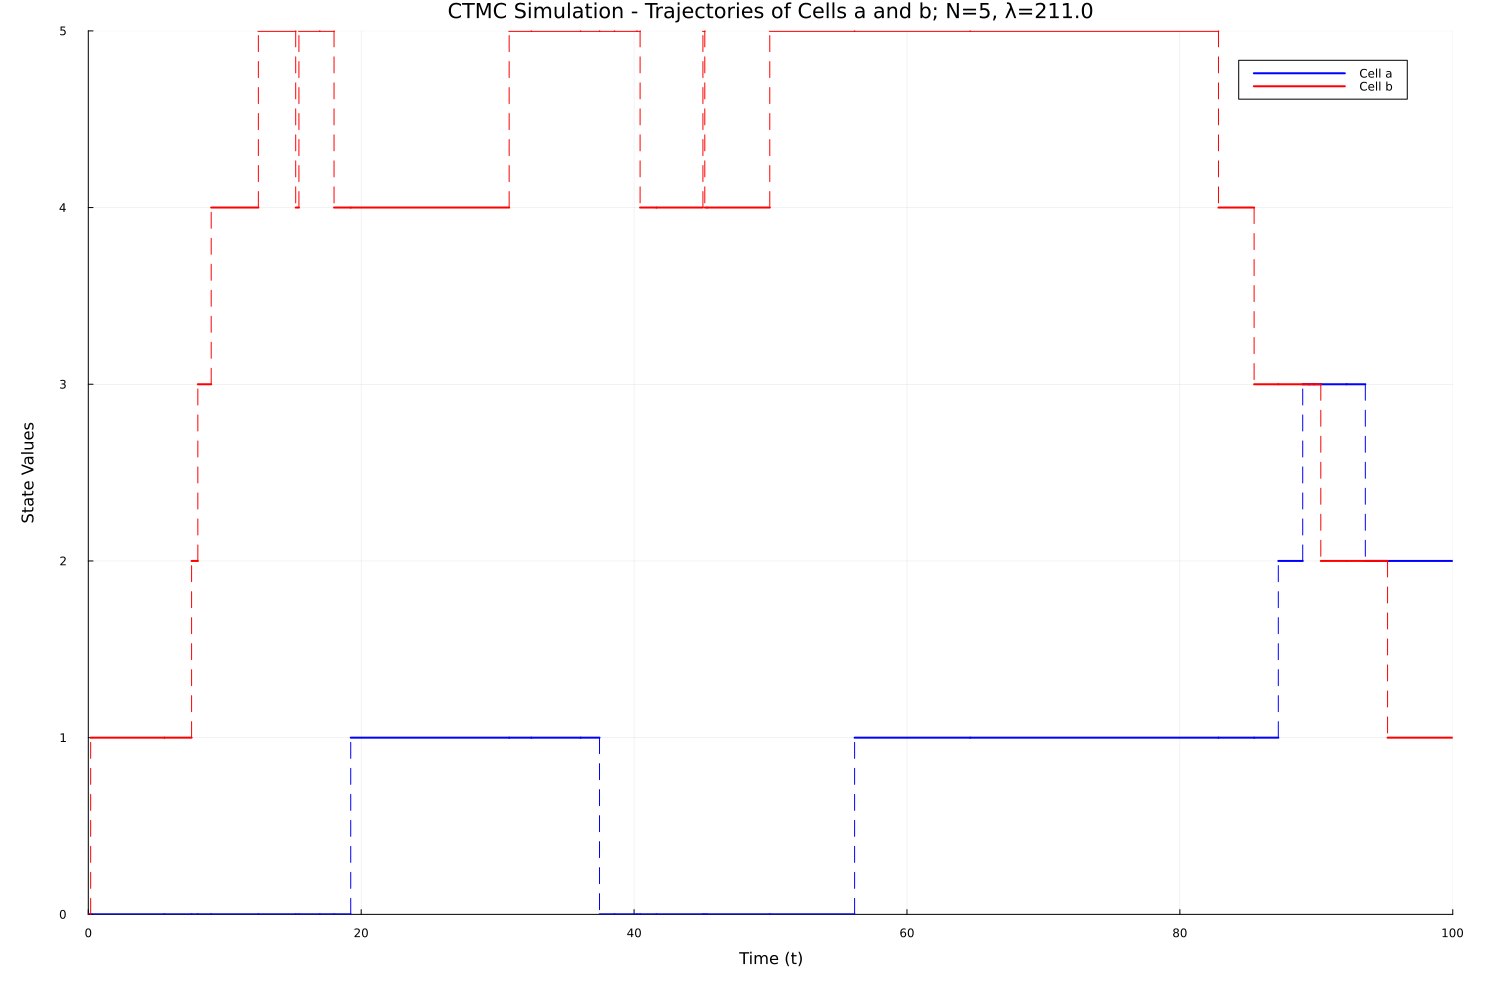 CTMC Simulation - Trajectories of Cells a and b; N=5, λ=211.0
Cell a
Cell b
State Values
5
4
3
2
1
0
0 20 40 60 80 100
Time (t)